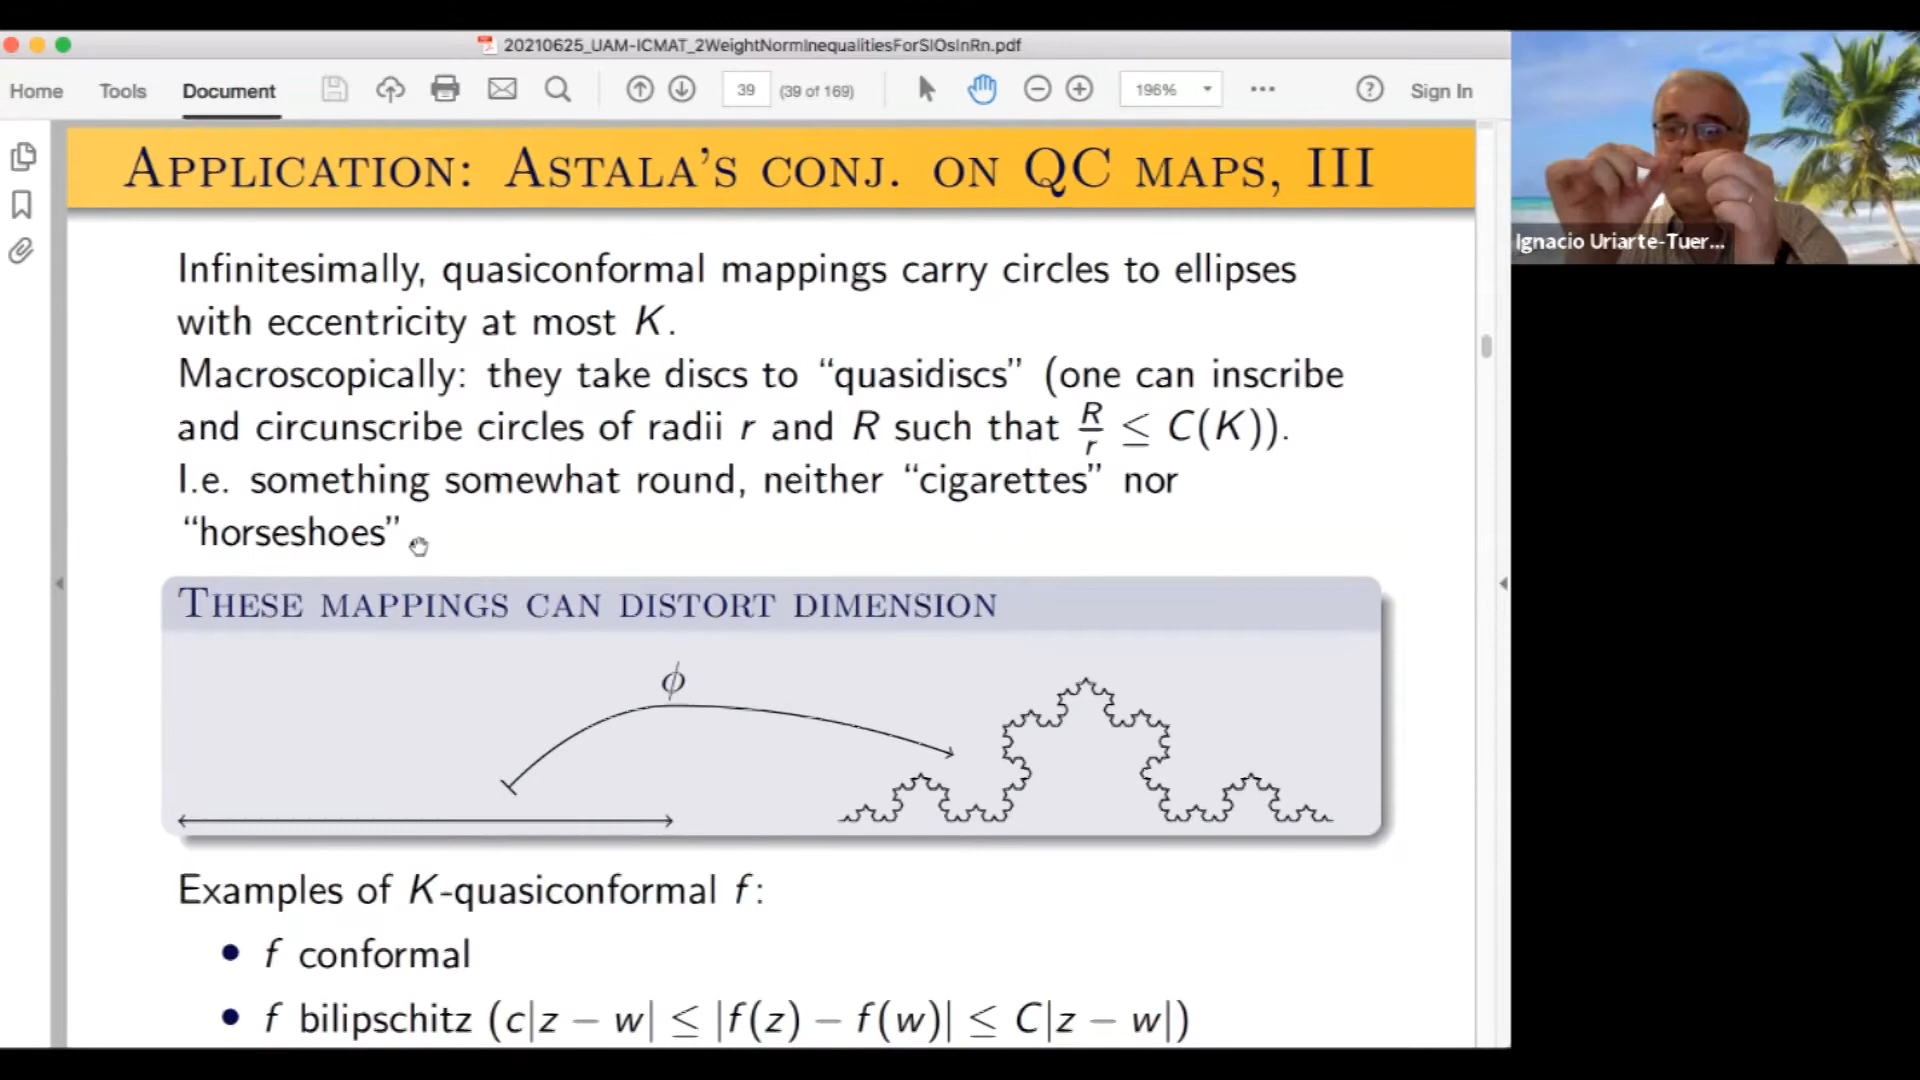 20210625_UAM-ICMAT_2WeightNormInequalitiesForSIOsInRn.pdf
Home Tools Document 39 (39 of 169) 196% ? Sign In
APPLICATION: ASTALA'S CONJ. ON QC MAPS, III
Ignacio Uriarte-Tuer...
Infinitesimally, quasiconformal mappings carry circles to ellipses
with eccentricity at most K.
Macroscopically: they take discs to “quasidiscs” (one can inscribe
and circunscribe circles of radii r and R such that R/r ≤ C(K)).
I.e. something somewhat round, neither “cigarettes” nor
“horseshoes”
THESE MAPPINGS CAN DISTORT DIMENSION
ϕ
Examples of K-quasiconformal f:
• f conformal
• f bilipschitz (c|z − w| ≤ |f(z) − f(w)| ≤ C|z − w|)